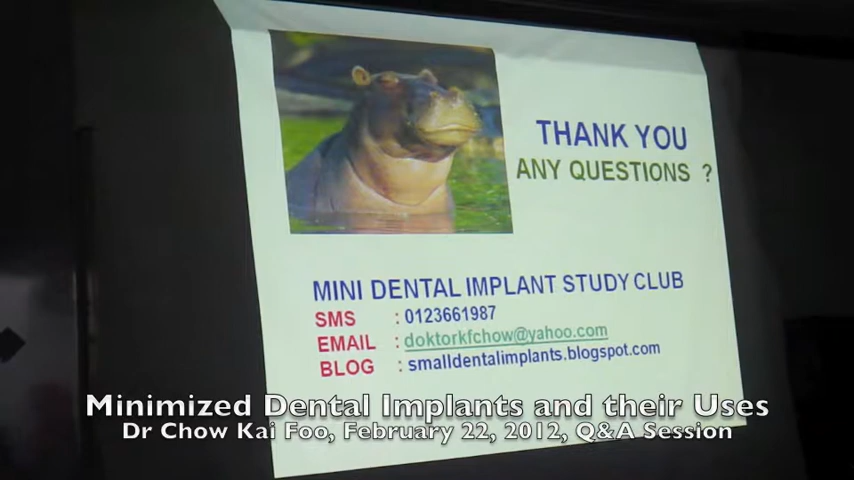 THANK YOU
ANY QUESTIONS ?
MINI DENTAL IMPLANT STUDY CLUB
SMS : 0123661987
EMAIL : doktorkfchow@yahoo.com
BLOG : smalldentalimplants.blogspot.com
Minimized Dental Implants and their Uses
Dr Chow Kai Foo, February 22, 2012, Q&A Session